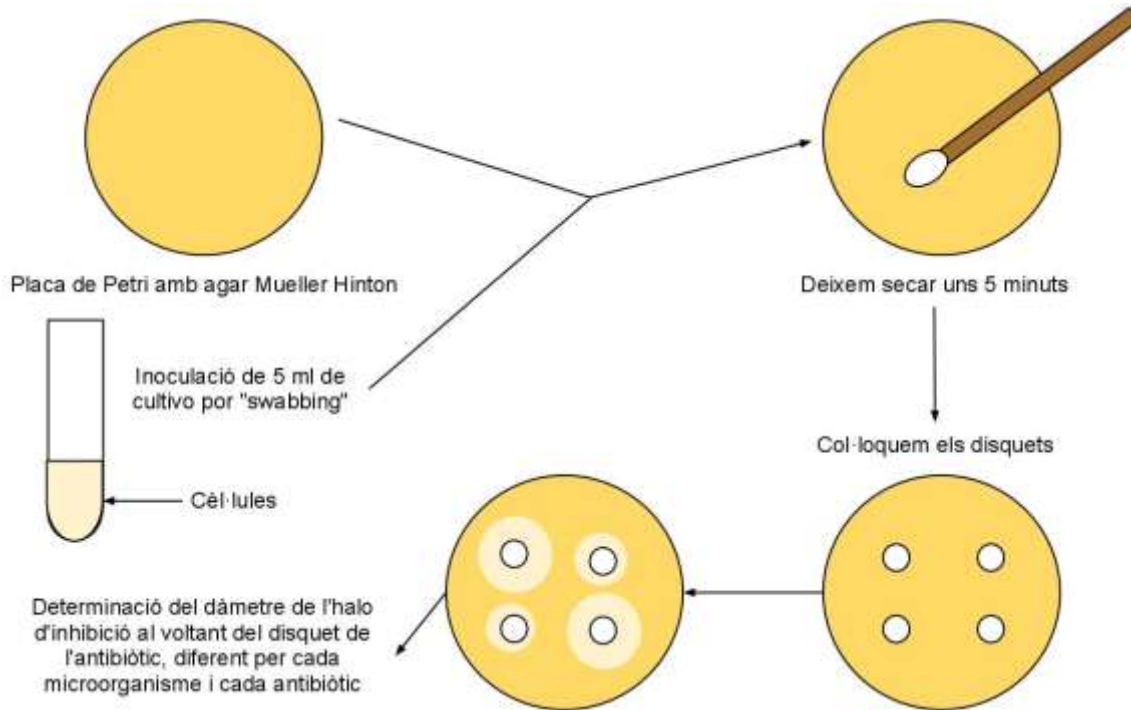 Placa de Petri amb agar Mueller Hinton
Deixem secar uns 5 minuts
Inoculació de 5 ml de
cultivo por "swabbing"
Cèl·lules
Col·loquem els disquets
Determinació del dàmetre de l'halo
d'inhibició al voltant del disquet de
l'antibiòtic, diferent per cada
microorganisme i cada antibiòtic